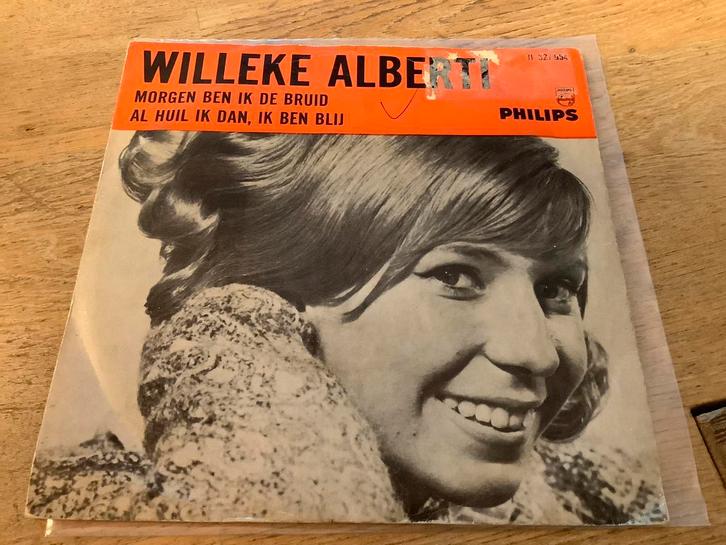 WILLEKE ALBERTI
MORGEN BEN IK DE BRUID
AL HUIL IK DAN, IK BEN BLIJ
PHILIPS